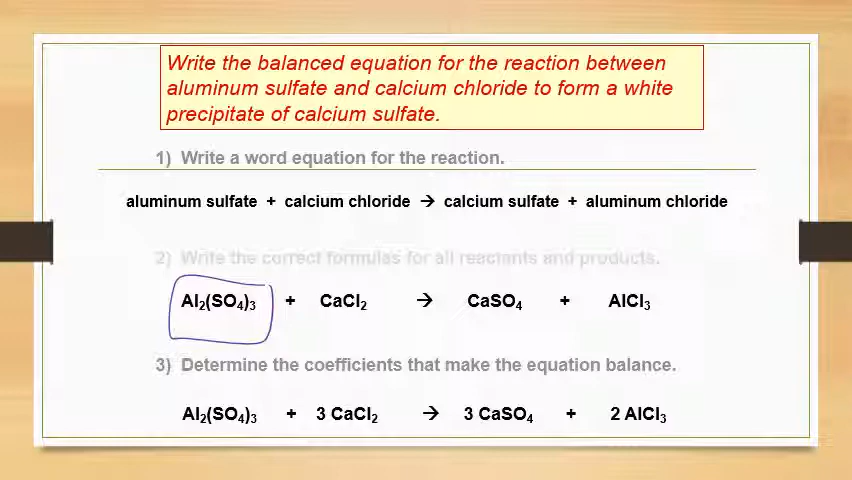 Write the balanced equation for the reaction between
aluminum sulfate and calcium chloride to form a white
precipitate of calcium sulfate.
1) Write a word equation for the reaction.
aluminum sulfate + calcium chloride → calcium sulfate + aluminum chloride
2) Write the correct formulas for all reactants and products.
Al₂(SO₄)₃ + CaCl₂ → CaSO₄ + AlCl₃
3) Determine the coefficients that make the equation balance.
Al₂(SO₄)₃ + 3 CaCl₂ → 3 CaSO₄ + 2 AlCl₃